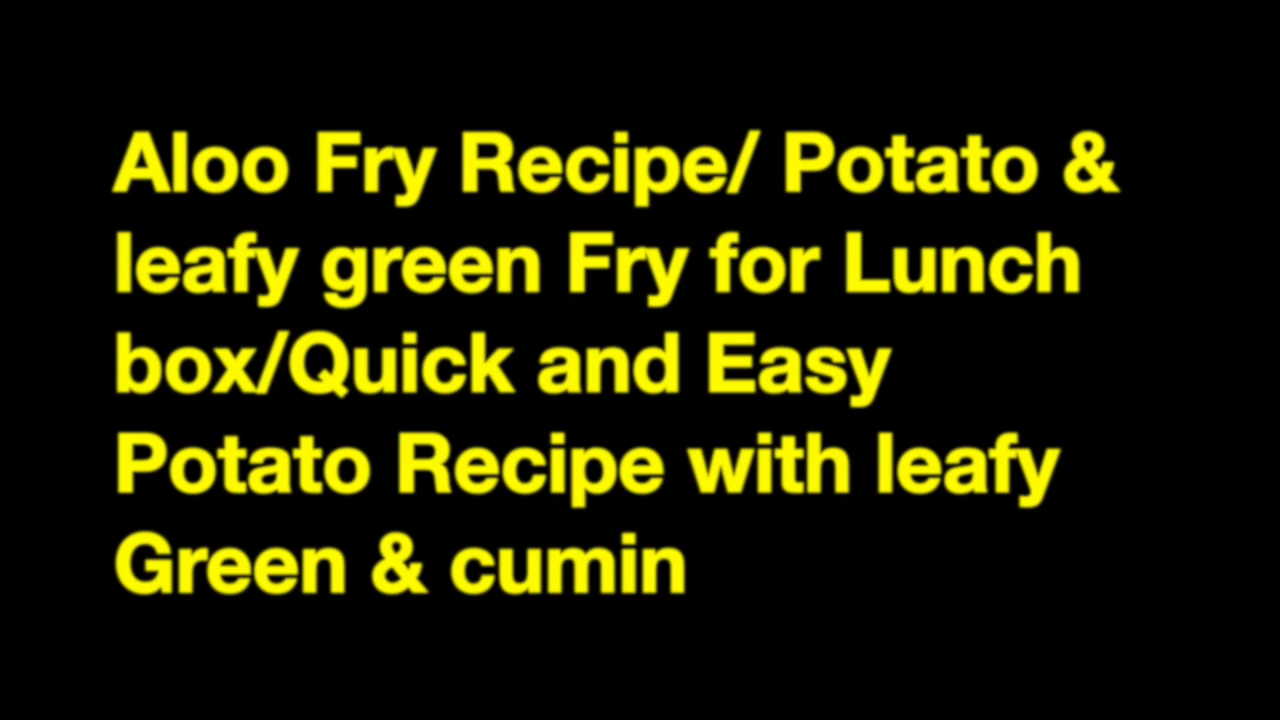 Aloo Fry Recipe/ Potato &
leafy green Fry for Lunch
box/Quick and Easy
Potato Recipe with leafy
Green & cumin